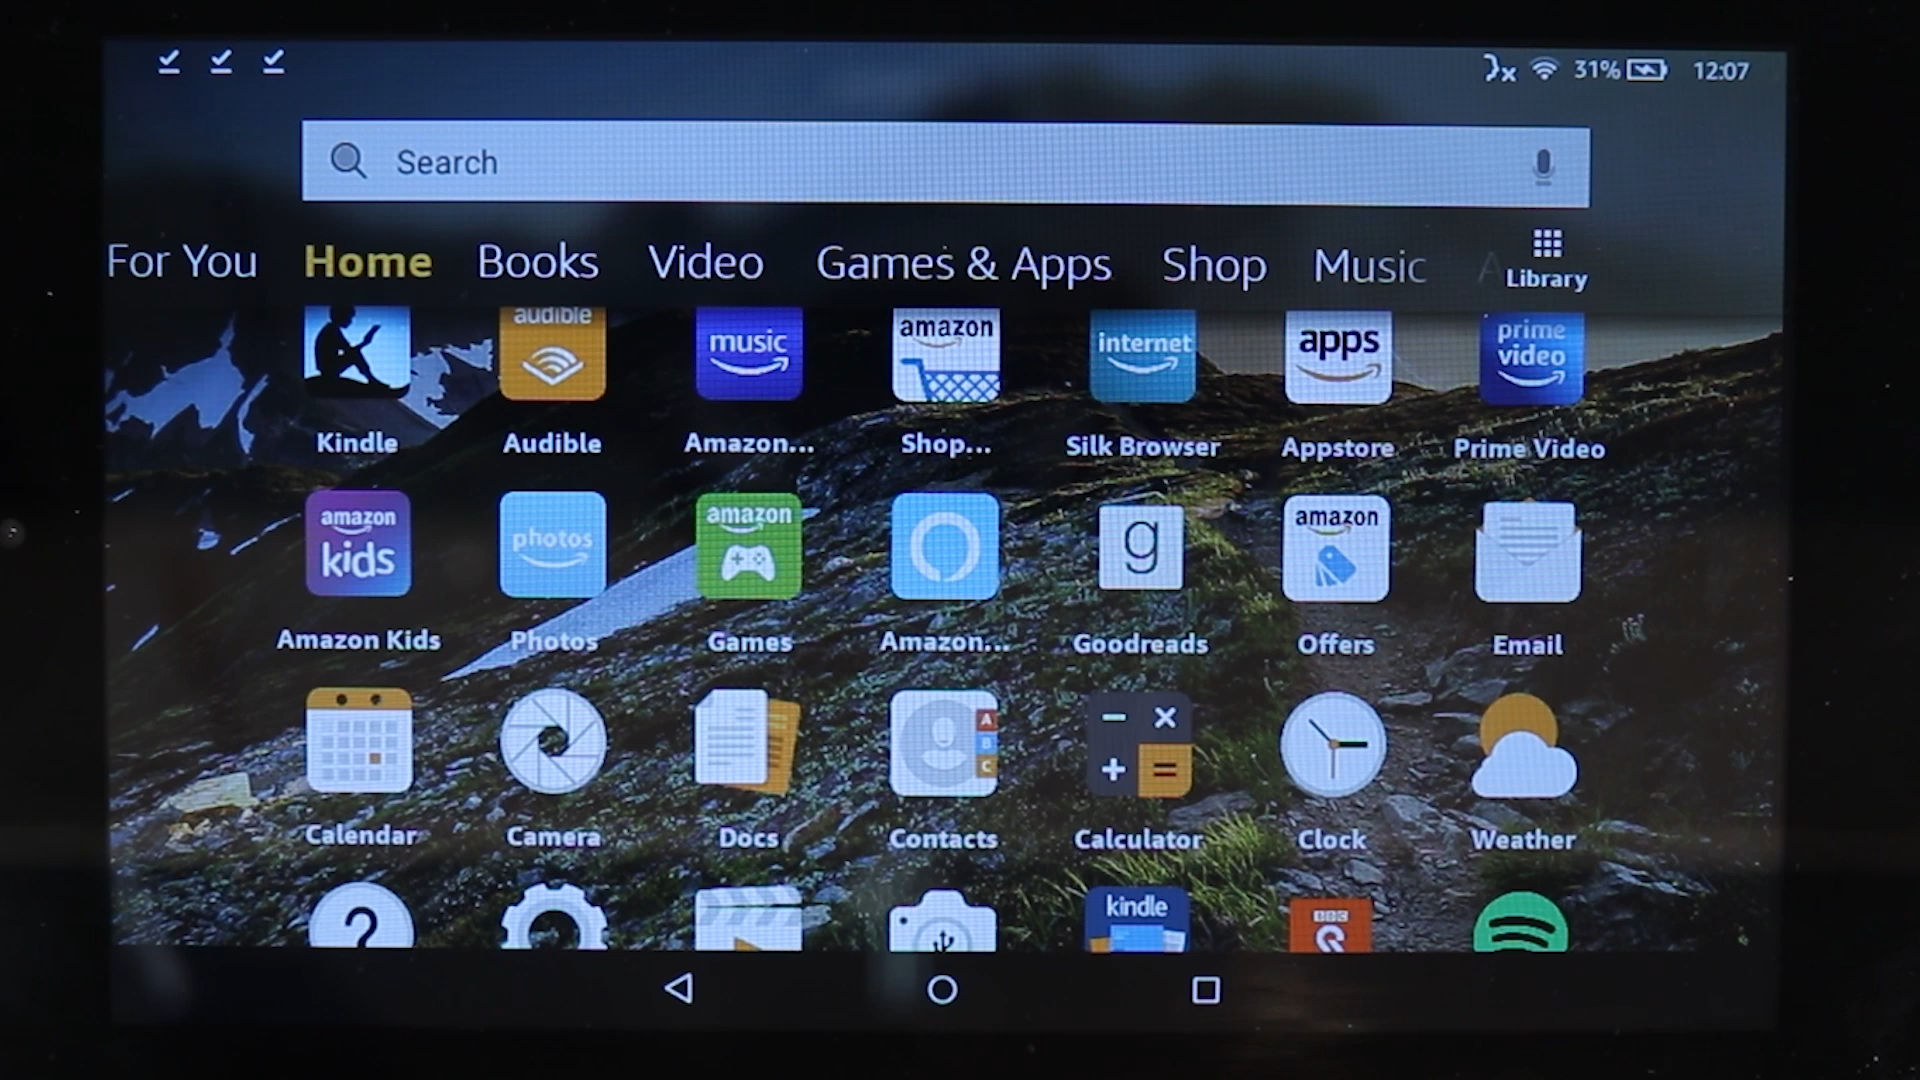 31% 12:07
Search
For You Home Books Video Games & Apps Shop Music A Library
audible music amazon internet apps prime video
Kindle Audible Amazon... Shop... Silk Browser Appstore Prime Video
amazon kids photos amazon g amazon
Amazon Kids Photos Games Amazon... Goodreads Offers Email
A
B
C
Calendar Camera Docs Contacts Calculator Clock Weather
? kindle BBC